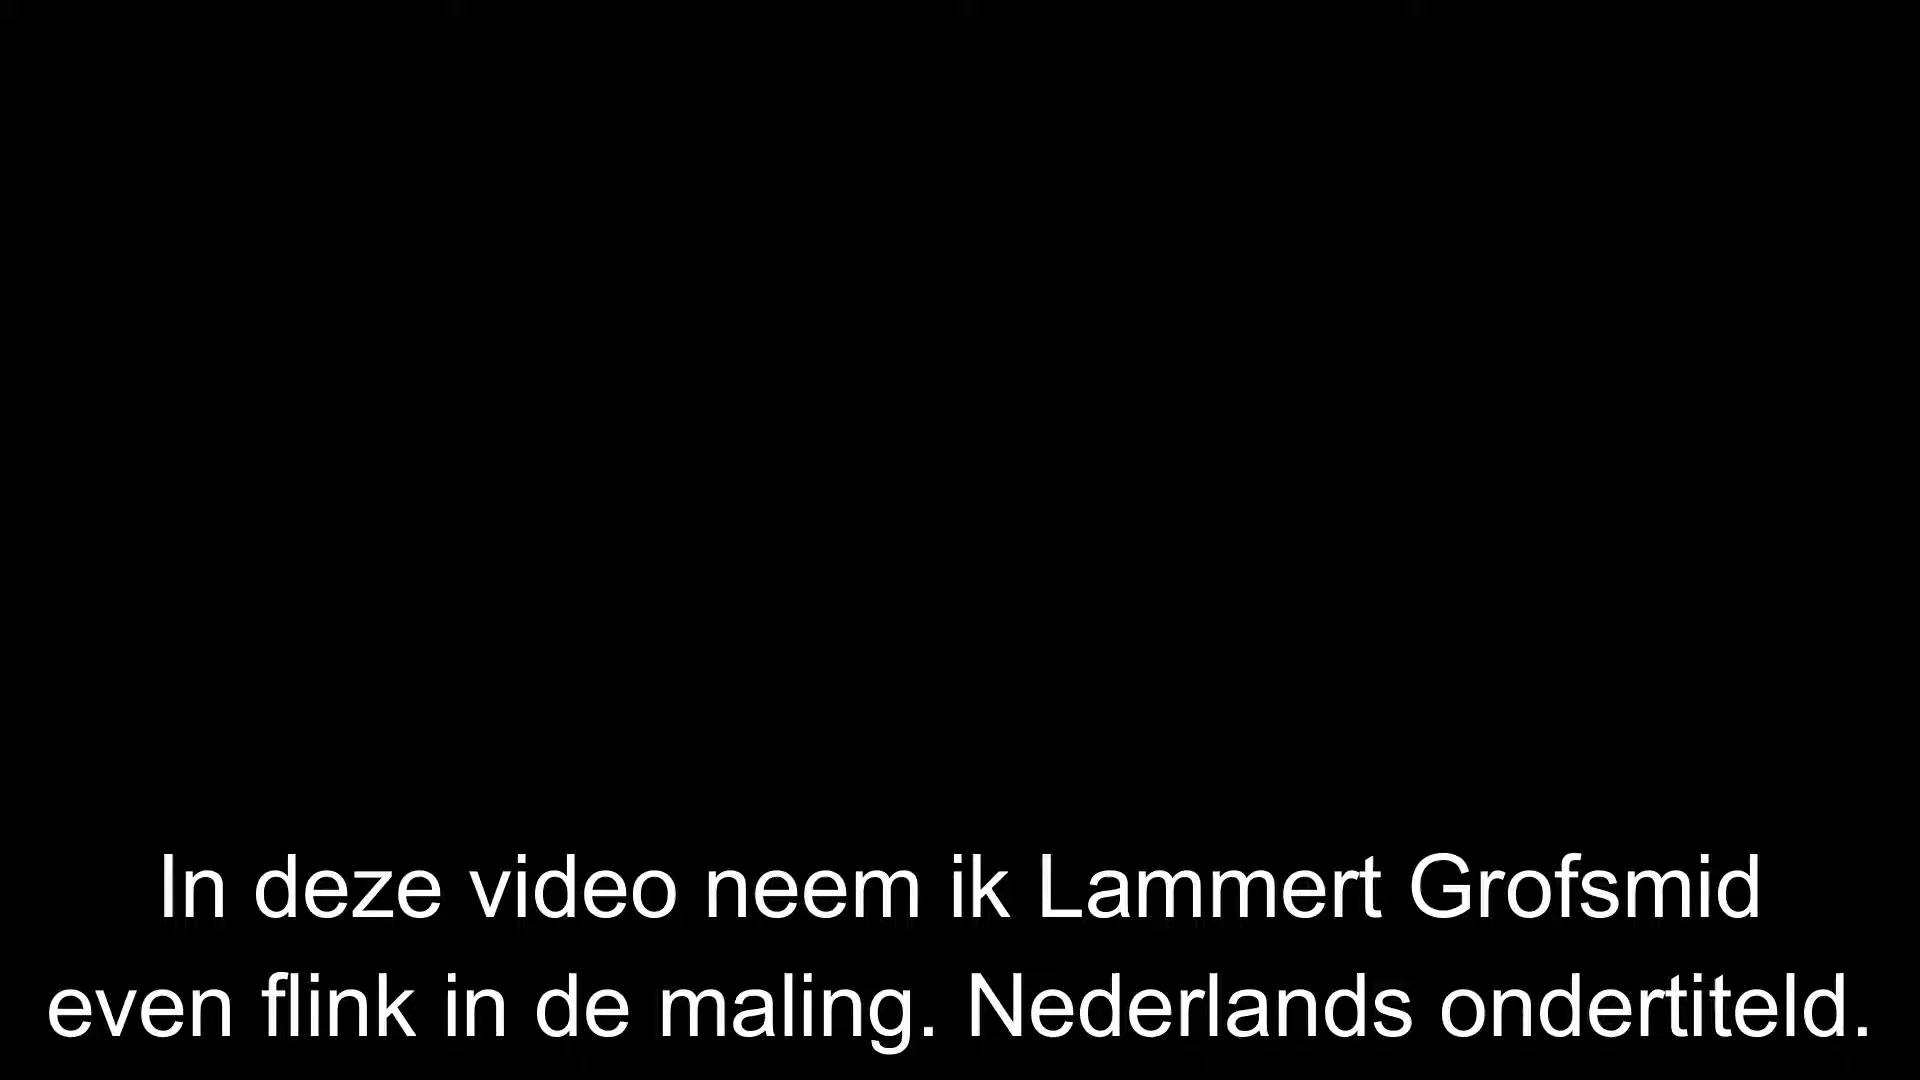 In deze video neem ik Lammert Grofsmid
even flink in de maling. Nederlands ondertiteld.